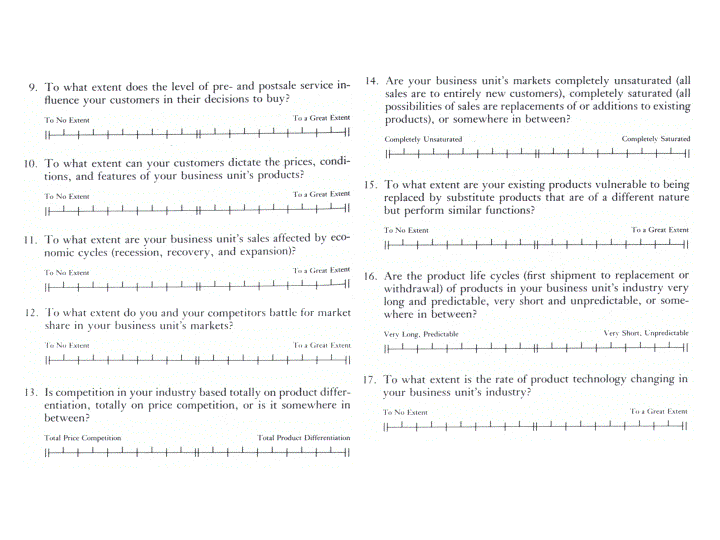 9. To what extent does the level of pre- and postsale service in-
fluence your customers in their decisions to buy?
To No Extent To a Great Extent
10. To what extent can your customers dictate the prices, condi-
tions, and features of your business unit's products?
To No Extent To a Great Extent
11. To what extent are your business unit's sales affected by eco-
nomic cycles (recession, recovery, and expansion)?
To No Extent To a Great Extent
12. To what extent do you and your competitors battle for market
share in your business unit's markets?
To No Extent To a Great Extent
13. Is competition in your industry based totally on product differ-
entiation, totally on price competition, or is it somewhere in
between?
Total Price Competition Total Product Differentiation
14. Are your business unit's markets completely unsaturated (all
sales are to entirely new customers), completely saturated (all
possibilities of sales are replacements of or additions to existing
products), or somewhere in between?
Completely Unsaturated Completely Saturated
15. To what extent are your existing products vulnerable to being
replaced by substitute products that are of a different nature
but perform similar functions?
To No Extent To a Great Extent
16. Are the product life cycles (first shipment to replacement or
withdrawal) of products in your business unit's industry very
long and predictable, very short and unpredictable, or some-
where in between?
Very Long, Predictable Very Short, Unpredictable
17. To what extent is the rate of product technology changing in
your business unit's industry?
To No Extent To a Great Extent